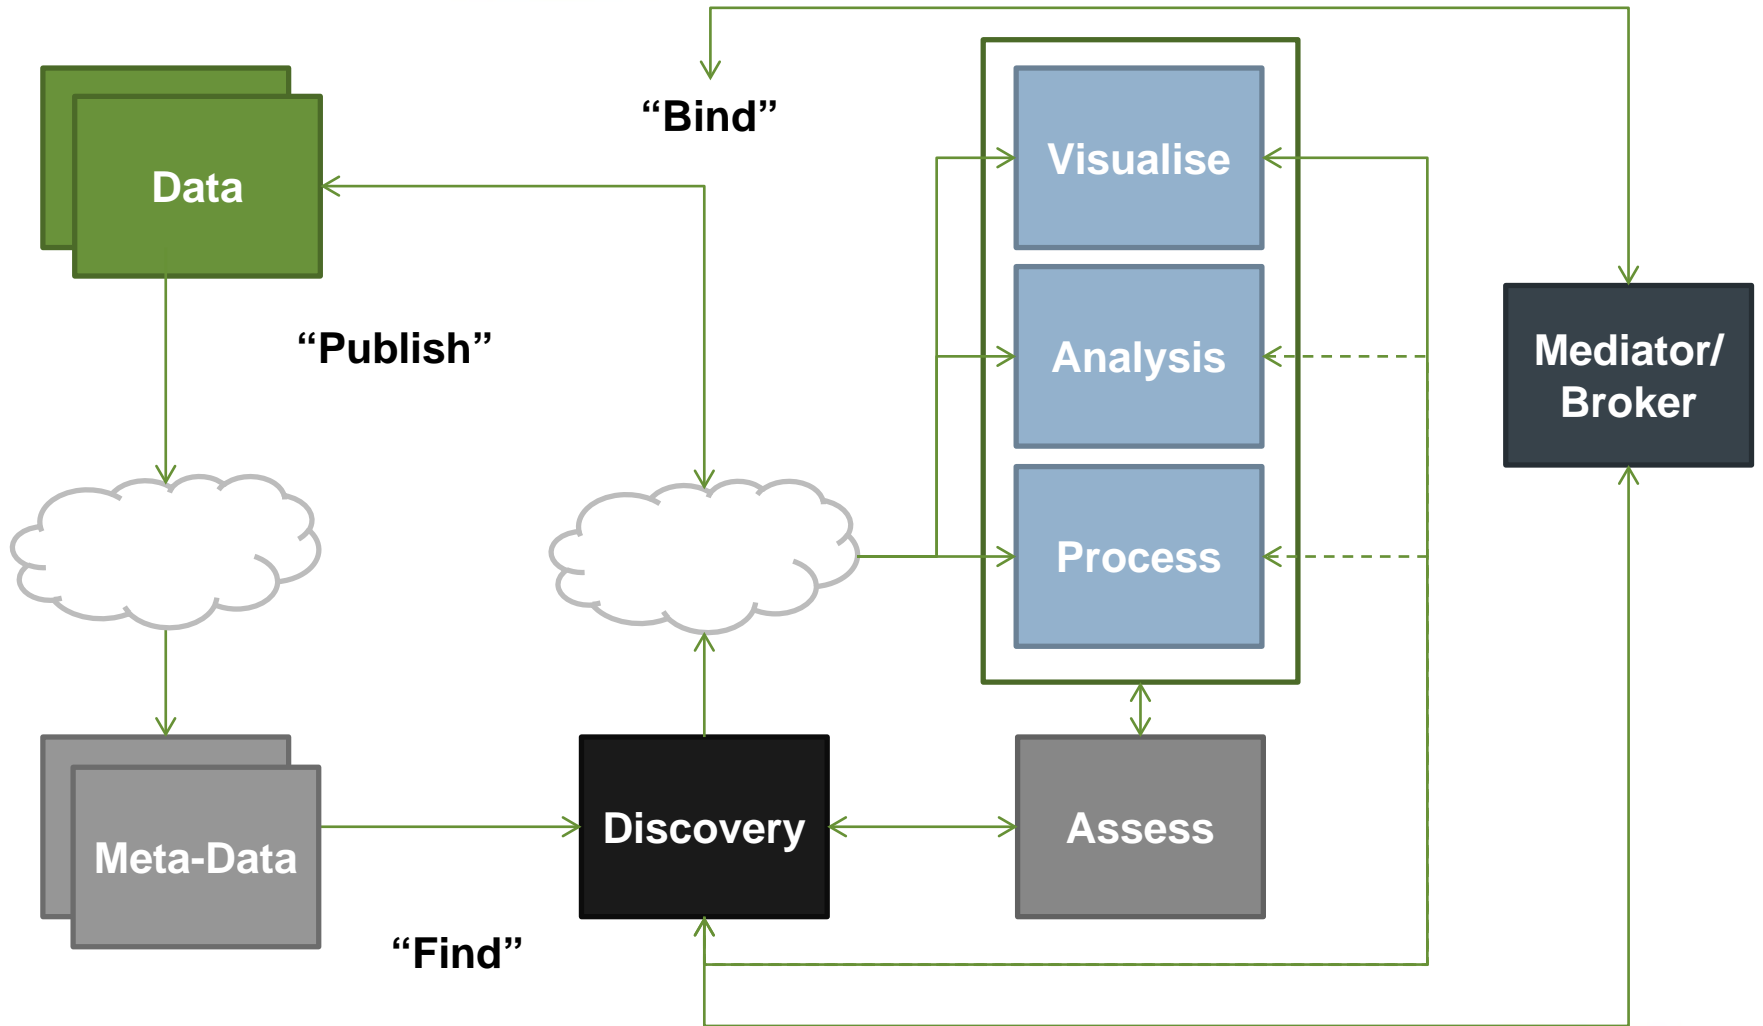 “Bind”
Visualise
Data
“Publish”
Analysis
Mediator/
Broker
Process
Discovery
Assess
Meta-Data
“Find”